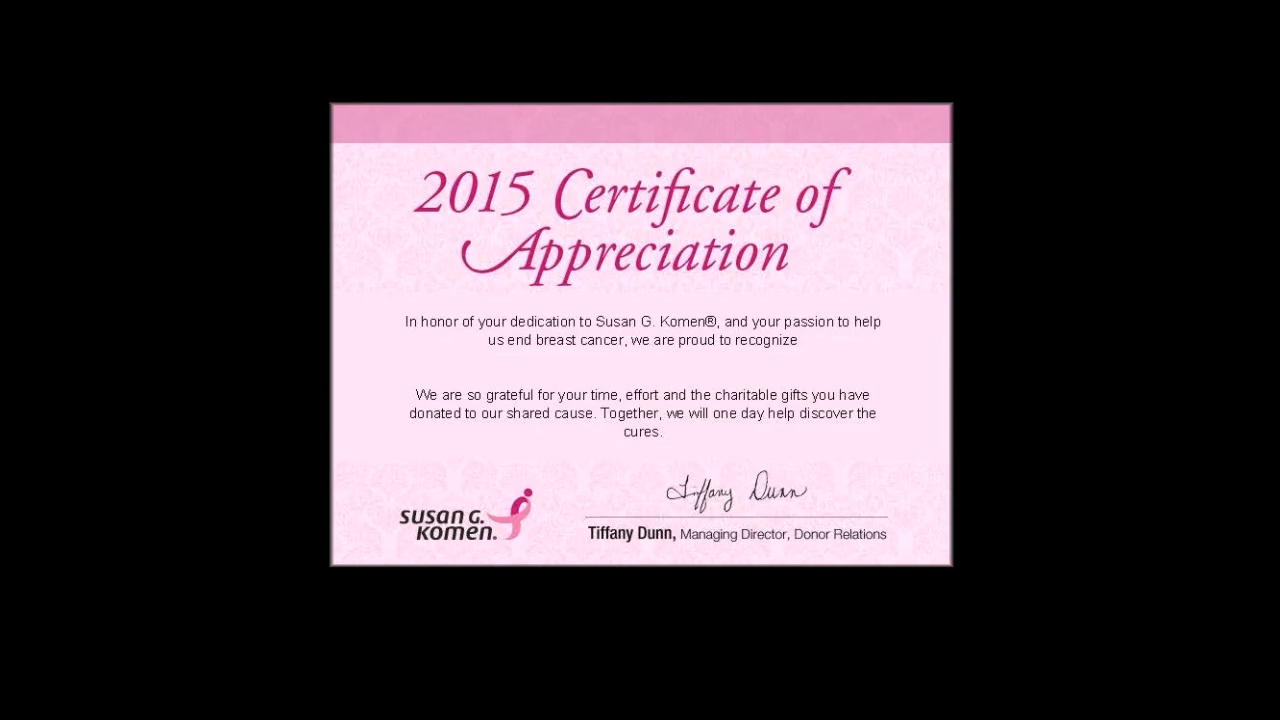 2015 Certificate of
Appreciation
In honor of your dedication to Susan G. Komen®, and your passion to help
us end breast cancer, we are proud to recognize
We are so grateful for your time, effort and the charitable gifts you have
donated to our shared cause. Together, we will one day help discover the
cures.
Tiffany Dunn
susan G.
komen.
Tiffany Dunn, Managing Director, Donor Relations